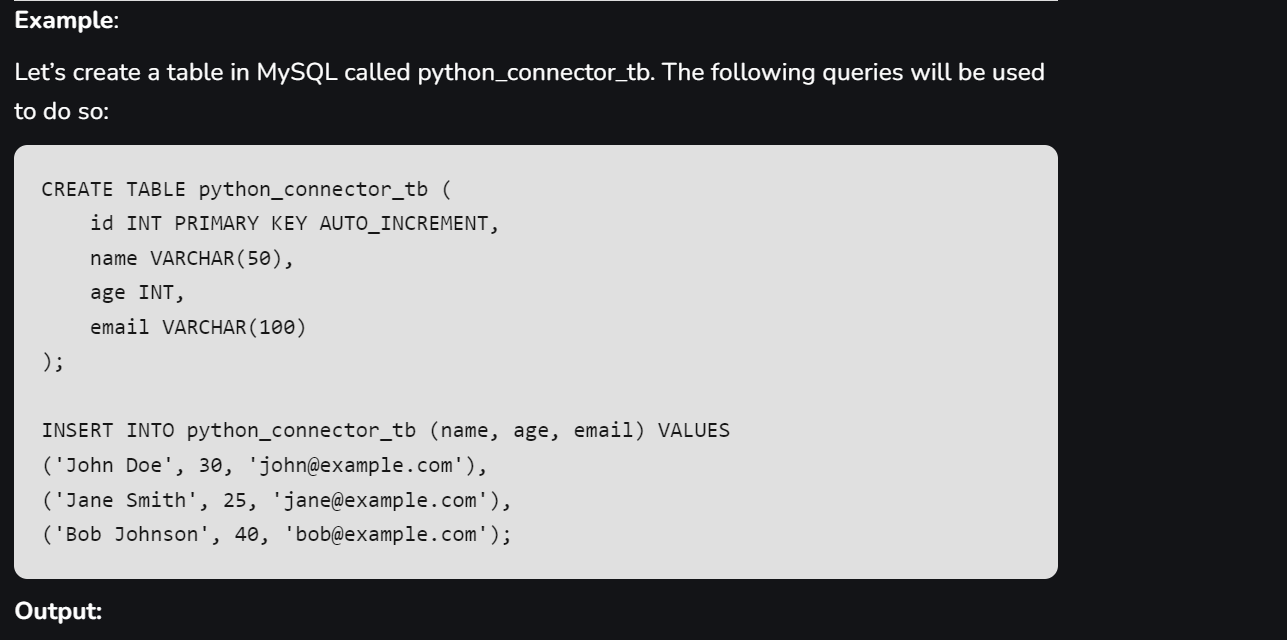 Example:
Let’s create a table in MySQL called python_connector_tb. The following queries will be used
to do so:
CREATE TABLE python_connector_tb (
    id INT PRIMARY KEY AUTO_INCREMENT,
    name VARCHAR(50),
    age INT,
    email VARCHAR(100)
);
INSERT INTO python_connector_tb (name, age, email) VALUES
('John Doe', 30, 'john@example.com'),
('Jane Smith', 25, 'jane@example.com'),
('Bob Johnson', 40, 'bob@example.com');
Output: